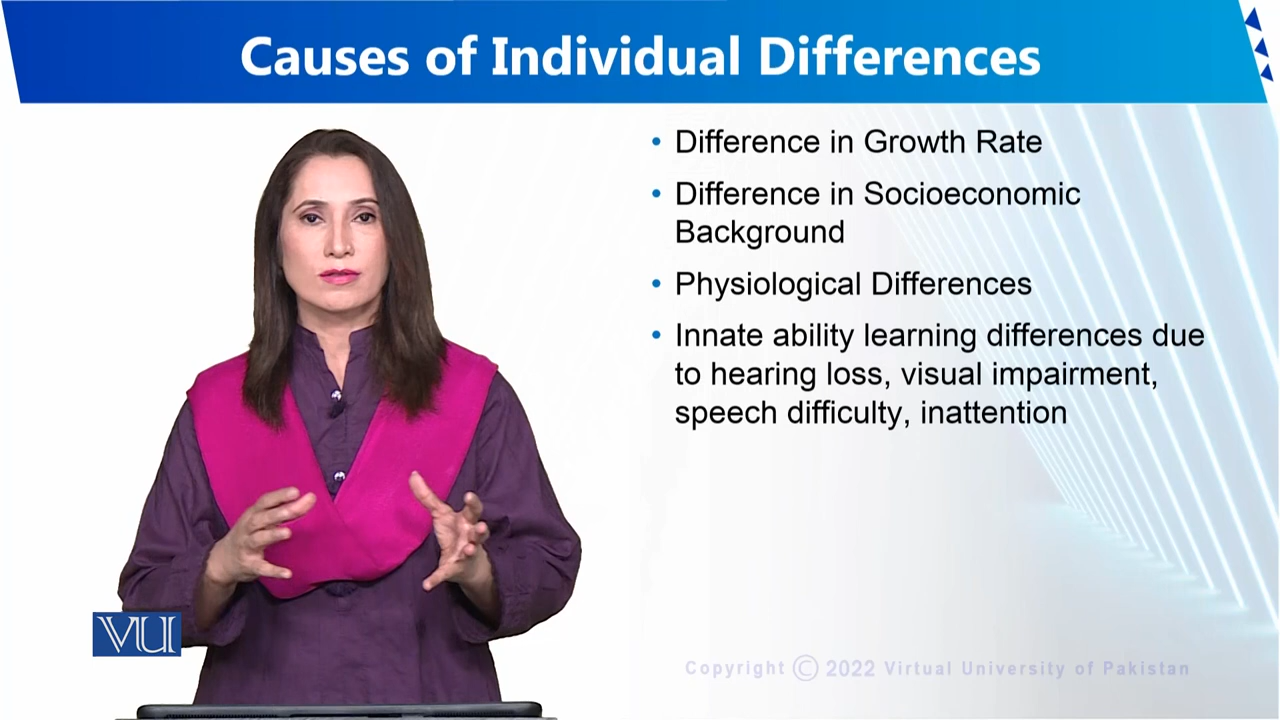 Causes of Individual Differences
• Difference in Growth Rate
• Difference in Socioeconomic
Background
• Physiological Differences
• Innate ability learning differences due
to hearing loss, visual impairment,
speech difficulty, inattention
VU
Copyright © 2022 Virtual University of Pakistan